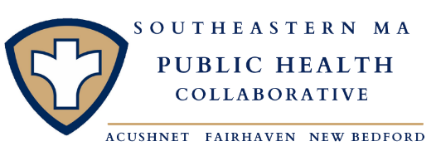 SOUTHEASTERN MA
PUBLIC HEALTH
COLLABORATIVE
ACUSHNET FAIRHAVEN NEW BEDFORD